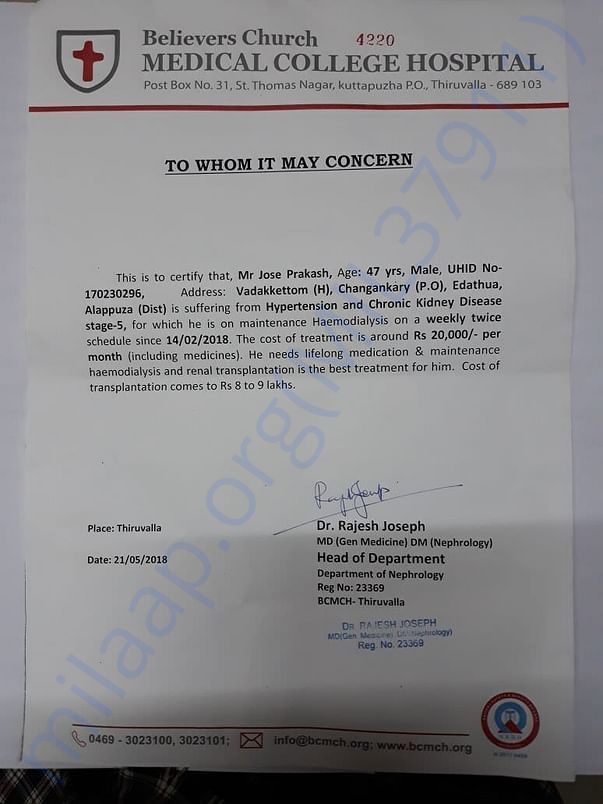 Believers Church 4220
MEDICAL COLLEGE HOSPITAL
Post Box No. 31, St. Thomas Nagar, kuttapuzha P.O., Thiruvalla - 689 103
TO WHOM IT MAY CONCERN
This is to certify that, Mr Jose Prakash, Age: 47 yrs, Male, UHID No-
170230296, Address: Vadakkettom (H), Changankary (P.O), Edathua,
Alappuza (Dist) is suffering from Hypertension and Chronic Kidney Disease
stage-5, for which he is on maintenance Haemodialysis on a weekly twice
schedule since 14/02/2018. The cost of treatment is around Rs 20,000/- per
month (including medicines). He needs lifelong medication & maintenance
haemodialysis and renal transplantation is the best treatment for him. Cost of
transplantation comes to Rs 8 to 9 lakhs.
Place: Thiruvalla
Date: 21/05/2018
Dr. Rajesh Joseph
MD (Gen Medicine) DM (Nephrology)
Head of Department
Department of Nephrology
Reg No: 23369
BCMCH- Thiruvalla
DR. RAJESH JOSEPH
MD(Gen. Medicine), DM(Nephrology)
Reg. No. 23369
0469 - 3023100, 3023101; info@bcmch.org; www.bcmch.org
milaap.org